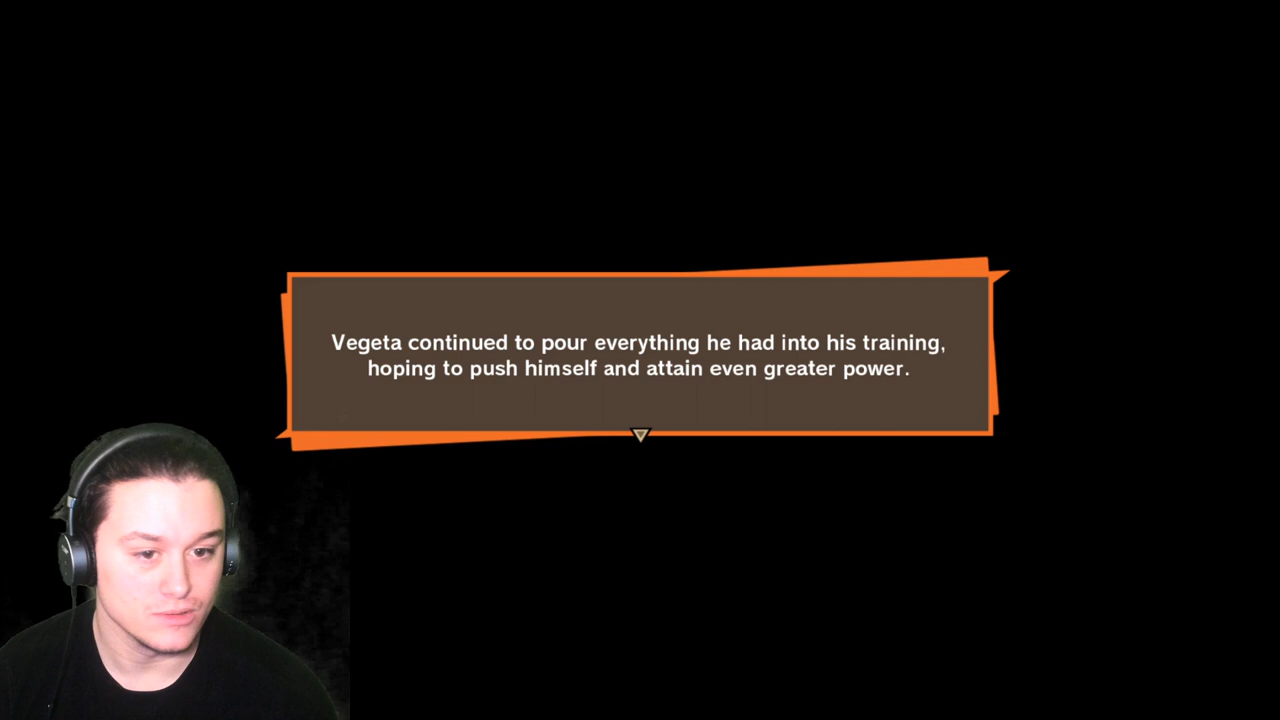 Vegeta continued to pour everything he had into his training,
hoping to push himself and attain even greater power.